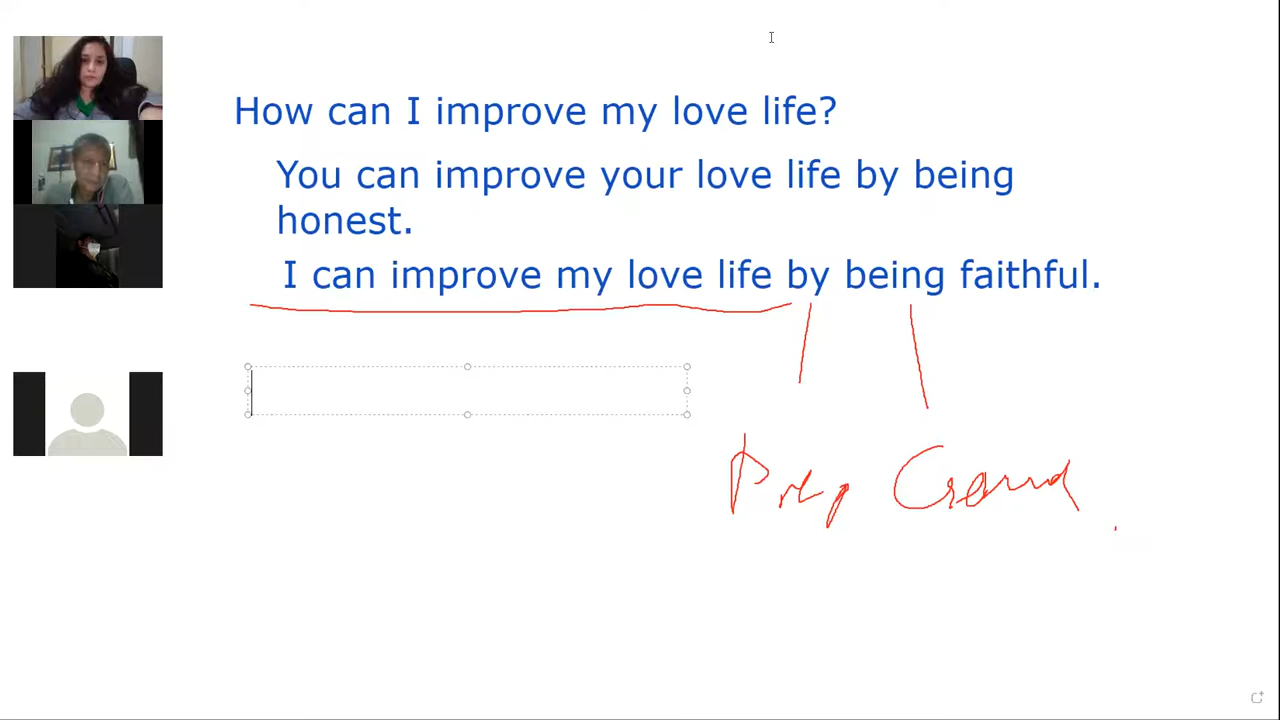 How can I improve my love life?
You can improve your love life by being
honest.
I can improve my love life by being faithful.
Prep Gerund